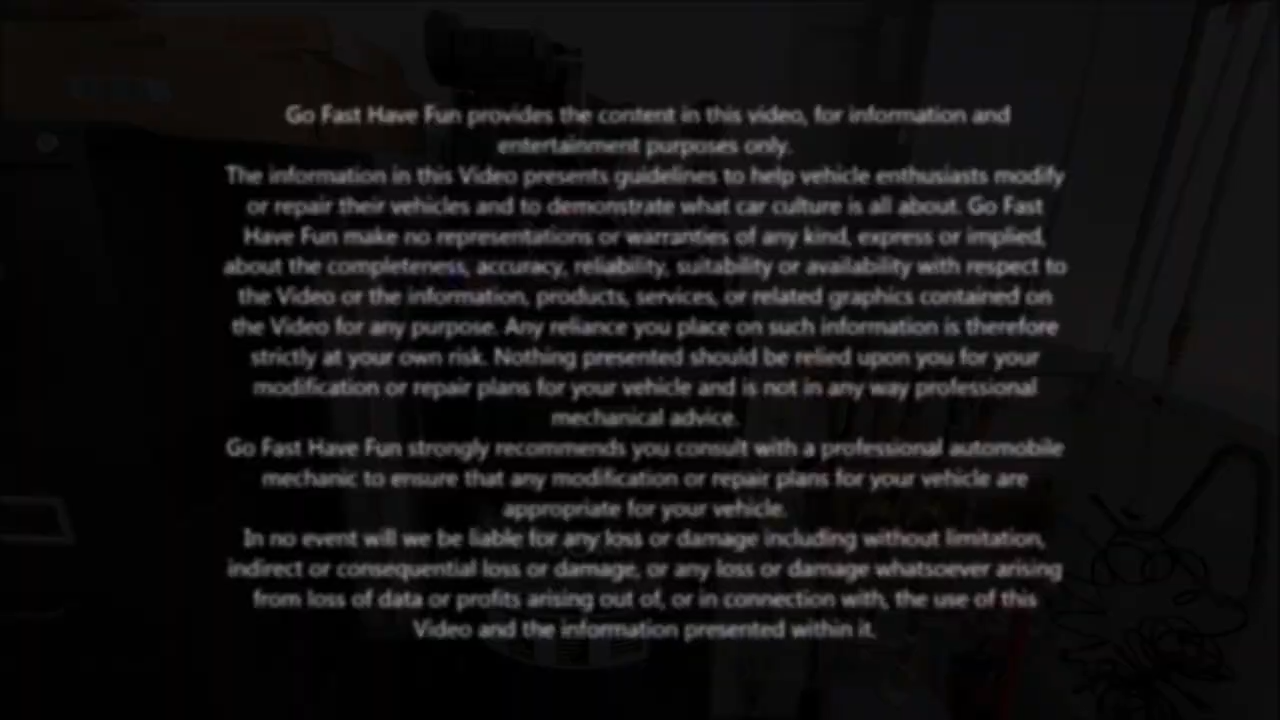 Go Fast Have Fun provides the content in this video, for information and
entertainment purposes only.
The information in this Video presents guidelines to help vehicle enthusiasts modify
or repair their vehicles and to demonstrate what car culture is all about. Go Fast
Have Fun make no representations or warranties of any kind, express or implied,
about the completeness, accuracy, reliability, suitability or availability with respect to
the Video or the information, products, services, or related graphics contained on
the Video for any purpose. Any reliance you place on such information is therefore
strictly at your own risk. Nothing presented should be relied upon you for your
modification or repair plans for your vehicle and is not in any way professional
mechanical advice.
Go Fast Have Fun strongly recommends you consult with a professional automobile
mechanic to ensure that any modification or repair plans for your vehicle are
appropriate for your vehicle.
In no event will we be liable for any loss or damage including without limitation,
indirect or consequential loss or damage, or any loss or damage whatsoever arising
from loss of data or profits arising out of, or in connection with, the use of this
Video and the information presented within it.